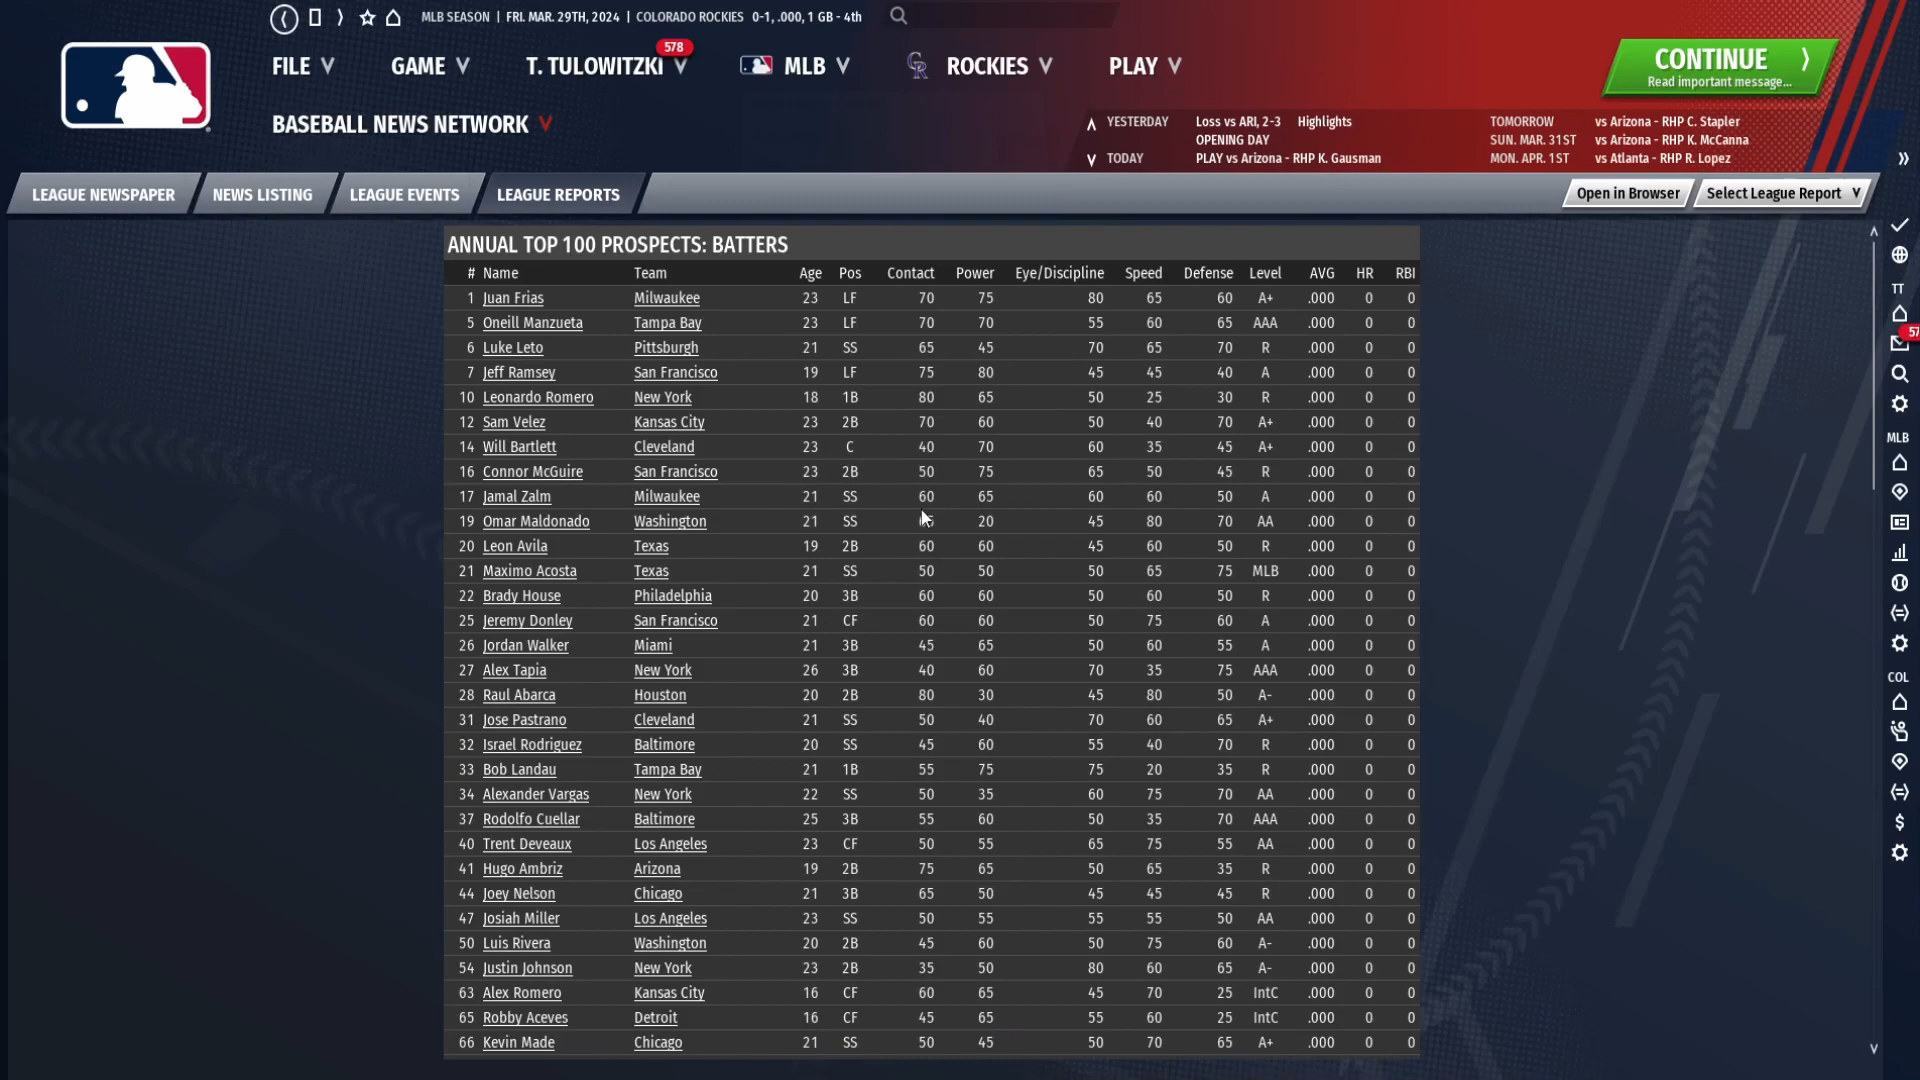 MLB SEASON | FRI. MAR. 29TH, 2024 | COLORADO ROCKIES 0-1, .000, 1 GB - 4th
FILE GAME T. TULOWITZKI 578 MLB ROCKIES PLAY
CONTINUE
Read important message...
BASEBALL NEWS NETWORK
YESTERDAY Loss vs ARI, 2-3 Highlights
OPENING DAY
TODAY PLAY vs Arizona - RHP K. Gausman
TOMORROW vs Arizona - RHP C. Stapler
SUN. MAR. 31ST vs Arizona - RHP K. McCanna
MON. APR. 1ST vs Atlanta - RHP R. Lopez
LEAGUE NEWSPAPER NEWS LISTING LEAGUE EVENTS LEAGUE REPORTS Open in Browser Select League Report
ANNUAL TOP 100 PROSPECTS: BATTERS
# Name Team Age Pos Contact Power Eye/Discipline Speed Defense Level AVG HR RBI
1 Juan Frias Milwaukee 23 LF 70 75 80 65 60 A+ .000 0 0
5 Oneill Manzueta Tampa Bay 23 LF 70 70 55 60 65 AAA .000 0 0
6 Luke Leto Pittsburgh 21 SS 65 45 70 65 70 R .000 0 0
7 Jeff Ramsey San Francisco 19 LF 75 80 45 45 40 A .000 0 0
10 Leonardo Romero New York 18 1B 80 65 50 25 30 R .000 0 0
12 Sam Velez Kansas City 23 2B 70 60 50 40 70 A+ .000 0 0
14 Will Bartlett Cleveland 23 C 40 70 60 35 45 A+ .000 0 0
16 Connor McGuire San Francisco 23 2B 50 75 65 50 45 R .000 0 0
17 Jamal Zalm Milwaukee 21 SS 60 65 60 60 50 A .000 0 0
19 Omar Maldonado Washington 21 SS 20 45 80 70 AA .000 0 0
20 Leon Avila Texas 19 2B 60 60 45 60 50 R .000 0 0
21 Maximo Acosta Texas 21 SS 50 50 50 65 75 MLB .000 0 0
22 Brady House Philadelphia 20 3B 60 60 50 60 50 R .000 0 0
25 Jeremy Donley San Francisco 21 CF 60 60 50 75 60 A .000 0 0
26 Jordan Walker Miami 21 3B 45 65 50 60 55 A .000 0 0
27 Alex Tapia New York 26 3B 40 60 70 35 75 AAA .000 0 0
28 Raul Abarca Houston 20 2B 80 30 45 80 50 A- .000 0 0
31 Jose Pastrano Cleveland 21 SS 50 40 70 60 65 A+ .000 0 0
32 Israel Rodriguez Baltimore 20 SS 45 60 55 40 70 R .000 0 0
33 Bob Landau Tampa Bay 21 1B 55 75 75 20 35 R .000 0 0
34 Alexander Vargas New York 22 SS 50 35 60 75 70 AA .000 0 0
37 Rodolfo Cuellar Baltimore 25 3B 55 60 50 35 70 AAA .000 0 0
40 Trent Deveaux Los Angeles 23 CF 50 55 65 75 55 AA .000 0 0
41 Hugo Ambriz Arizona 19 2B 75 65 50 65 35 R .000 0 0
44 Joey Nelson Chicago 21 3B 65 50 45 45 45 R .000 0 0
47 Josiah Miller Los Angeles 23 SS 50 55 55 55 50 AA .000 0 0
50 Luis Rivera Washington 20 2B 45 60 50 75 60 A- .000 0 0
54 Justin Johnson New York 23 2B 35 50 80 60 65 A- .000 0 0
63 Alex Romero Kansas City 16 CF 60 65 45 70 25 IntC .000 0 0
65 Robby Aceves Detroit 16 CF 45 65 55 60 25 IntC .000 0 0
66 Kevin Made Chicago 21 SS 50 45 50 70 65 A+ .000 0 0
TT
57
MLB
COL